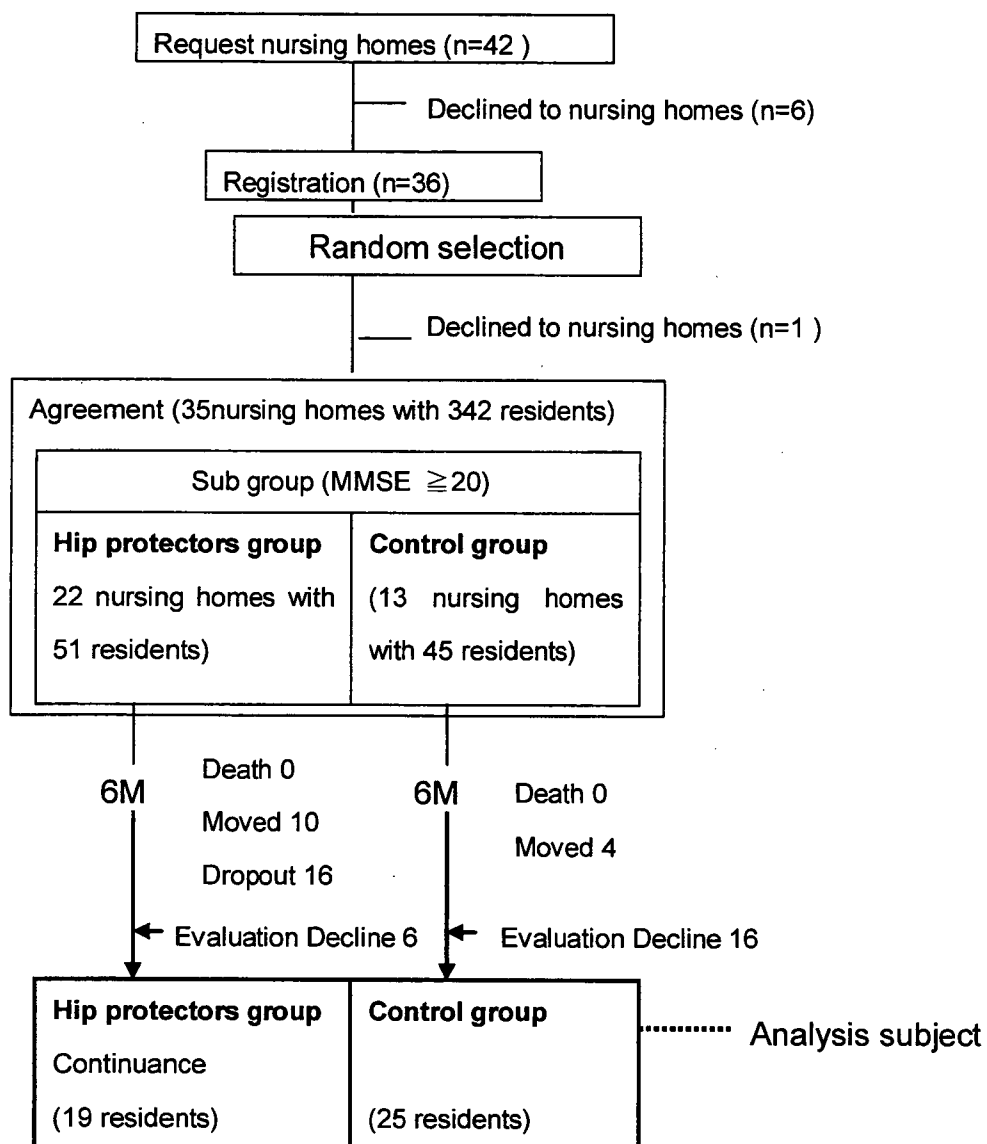 Request nursing homes (n=42 )
Declined to nursing homes (n=6)
Registration (n=36)
Random selection
Declined to nursing homes (n=1 )
Agreement (35nursing homes with 342 residents)
Sub group (MMSE ≧20)
Hip protectors group
22 nursing homes with
51 residents)
Control group
(13 nursing homes
with 45 residents)
6M
Death 0
Moved 10
Dropout 16
Evaluation Decline 6
6M
Death 0
Moved 4
Evaluation Decline 16
Hip protectors group
Continuance
(19 residents)
Control group
(25 residents)
Analysis subject